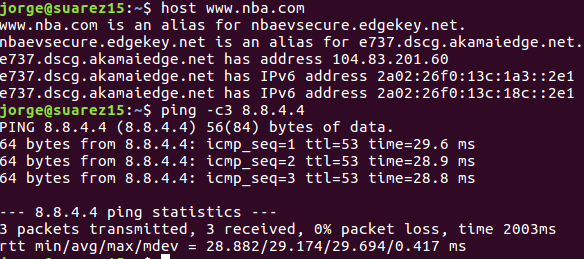 jorge@suarez15:~$ host www.nba.com
www.nba.com is an alias for nbaevsecure.edgekey.net.
nbaevsecure.edgekey.net is an alias for e737.dscg.akamaiedge.net.
e737.dscg.akamaiedge.net has address 104.83.201.60
e737.dscg.akamaiedge.net has IPv6 address 2a02:26f0:13c:1a3::2e1
e737.dscg.akamaiedge.net has IPv6 address 2a02:26f0:13c:18c::2e1
jorge@suarez15:~$ ping -c3 8.8.4.4
PING 8.8.4.4 (8.8.4.4) 56(84) bytes of data.
64 bytes from 8.8.4.4: icmp_seq=1 ttl=53 time=29.6 ms
64 bytes from 8.8.4.4: icmp_seq=2 ttl=53 time=28.9 ms
64 bytes from 8.8.4.4: icmp_seq=3 ttl=53 time=28.8 ms
--- 8.8.4.4 ping statistics ---
3 packets transmitted, 3 received, 0% packet loss, time 2003ms
rtt min/avg/max/mdev = 28.882/29.174/29.694/0.417 ms
jorge@suarez15:~$